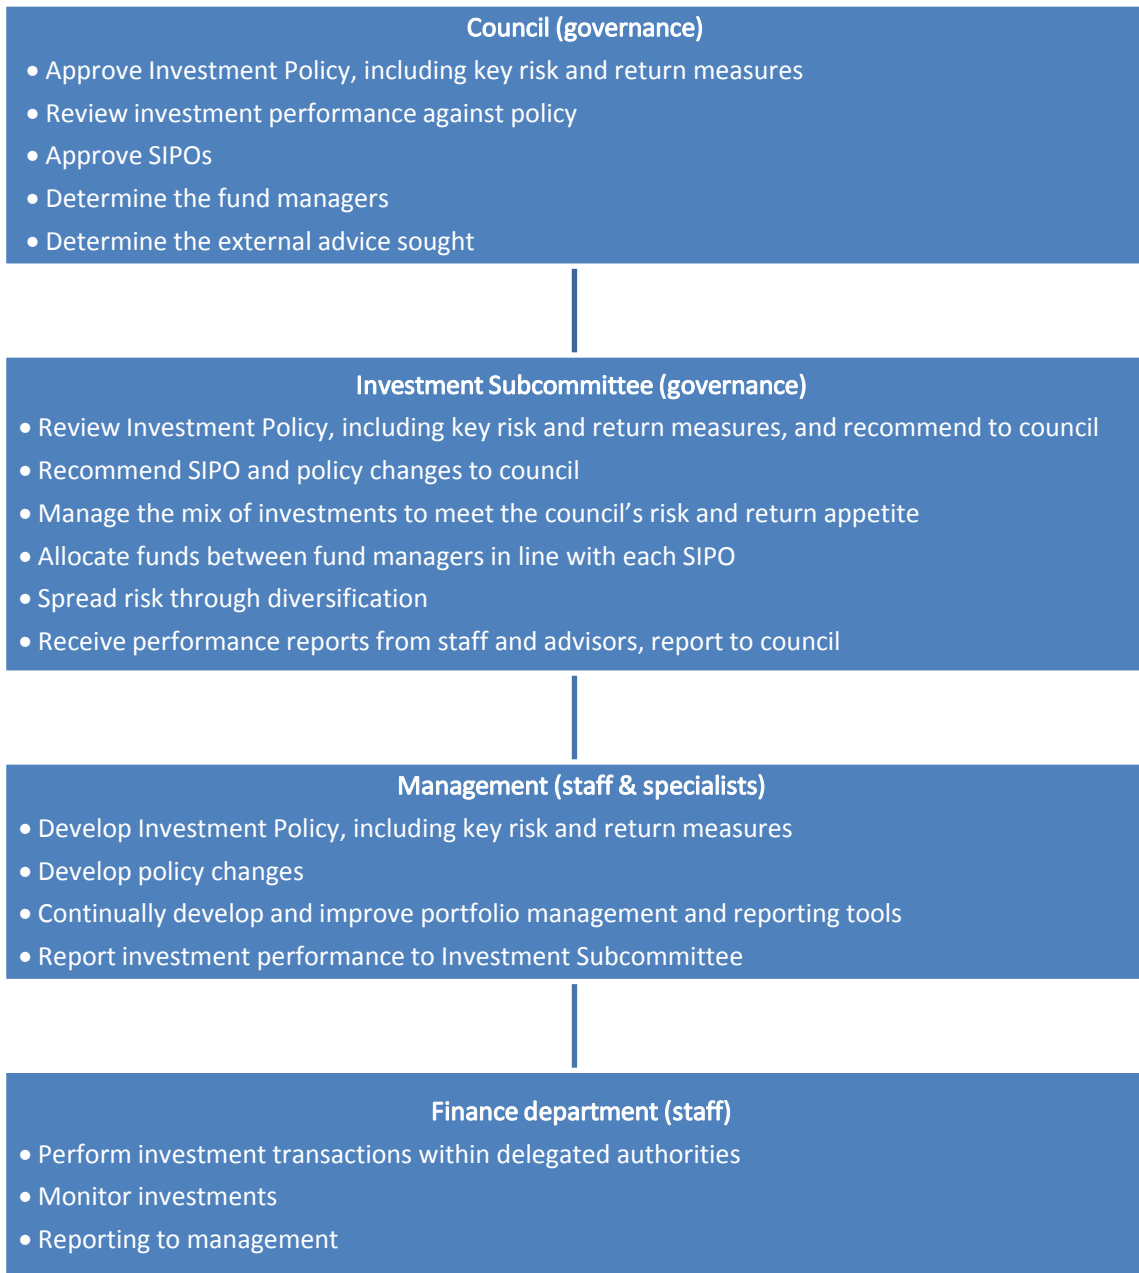 Council (governance)
• Approve Investment Policy, including key risk and return measures
• Review investment performance against policy
• Approve SIPOs
• Determine the fund managers
• Determine the external advice sought
Investment Subcommittee (governance)
• Review Investment Policy, including key risk and return measures, and recommend to council
• Recommend SIPO and policy changes to council
• Manage the mix of investments to meet the council’s risk and return appetite
• Allocate funds between fund managers in line with each SIPO
• Spread risk through diversification
• Receive performance reports from staff and advisors, report to council
Management (staff & specialists)
• Develop Investment Policy, including key risk and return measures
• Develop policy changes
• Continually develop and improve portfolio management and reporting tools
• Report investment performance to Investment Subcommittee
Finance department (staff)
• Perform investment transactions within delegated authorities
• Monitor investments
• Reporting to management